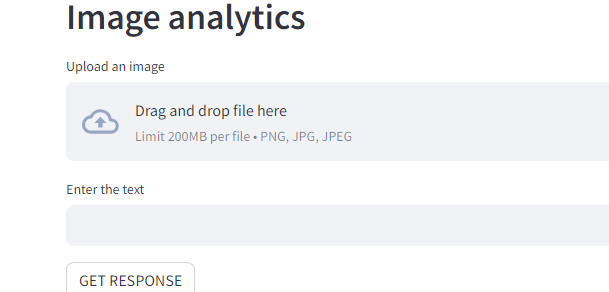 Image analytics
Upload an image
Drag and drop file here
Limit 200MB per file • PNG, JPG, JPEG
Enter the text
GET RESPONSE